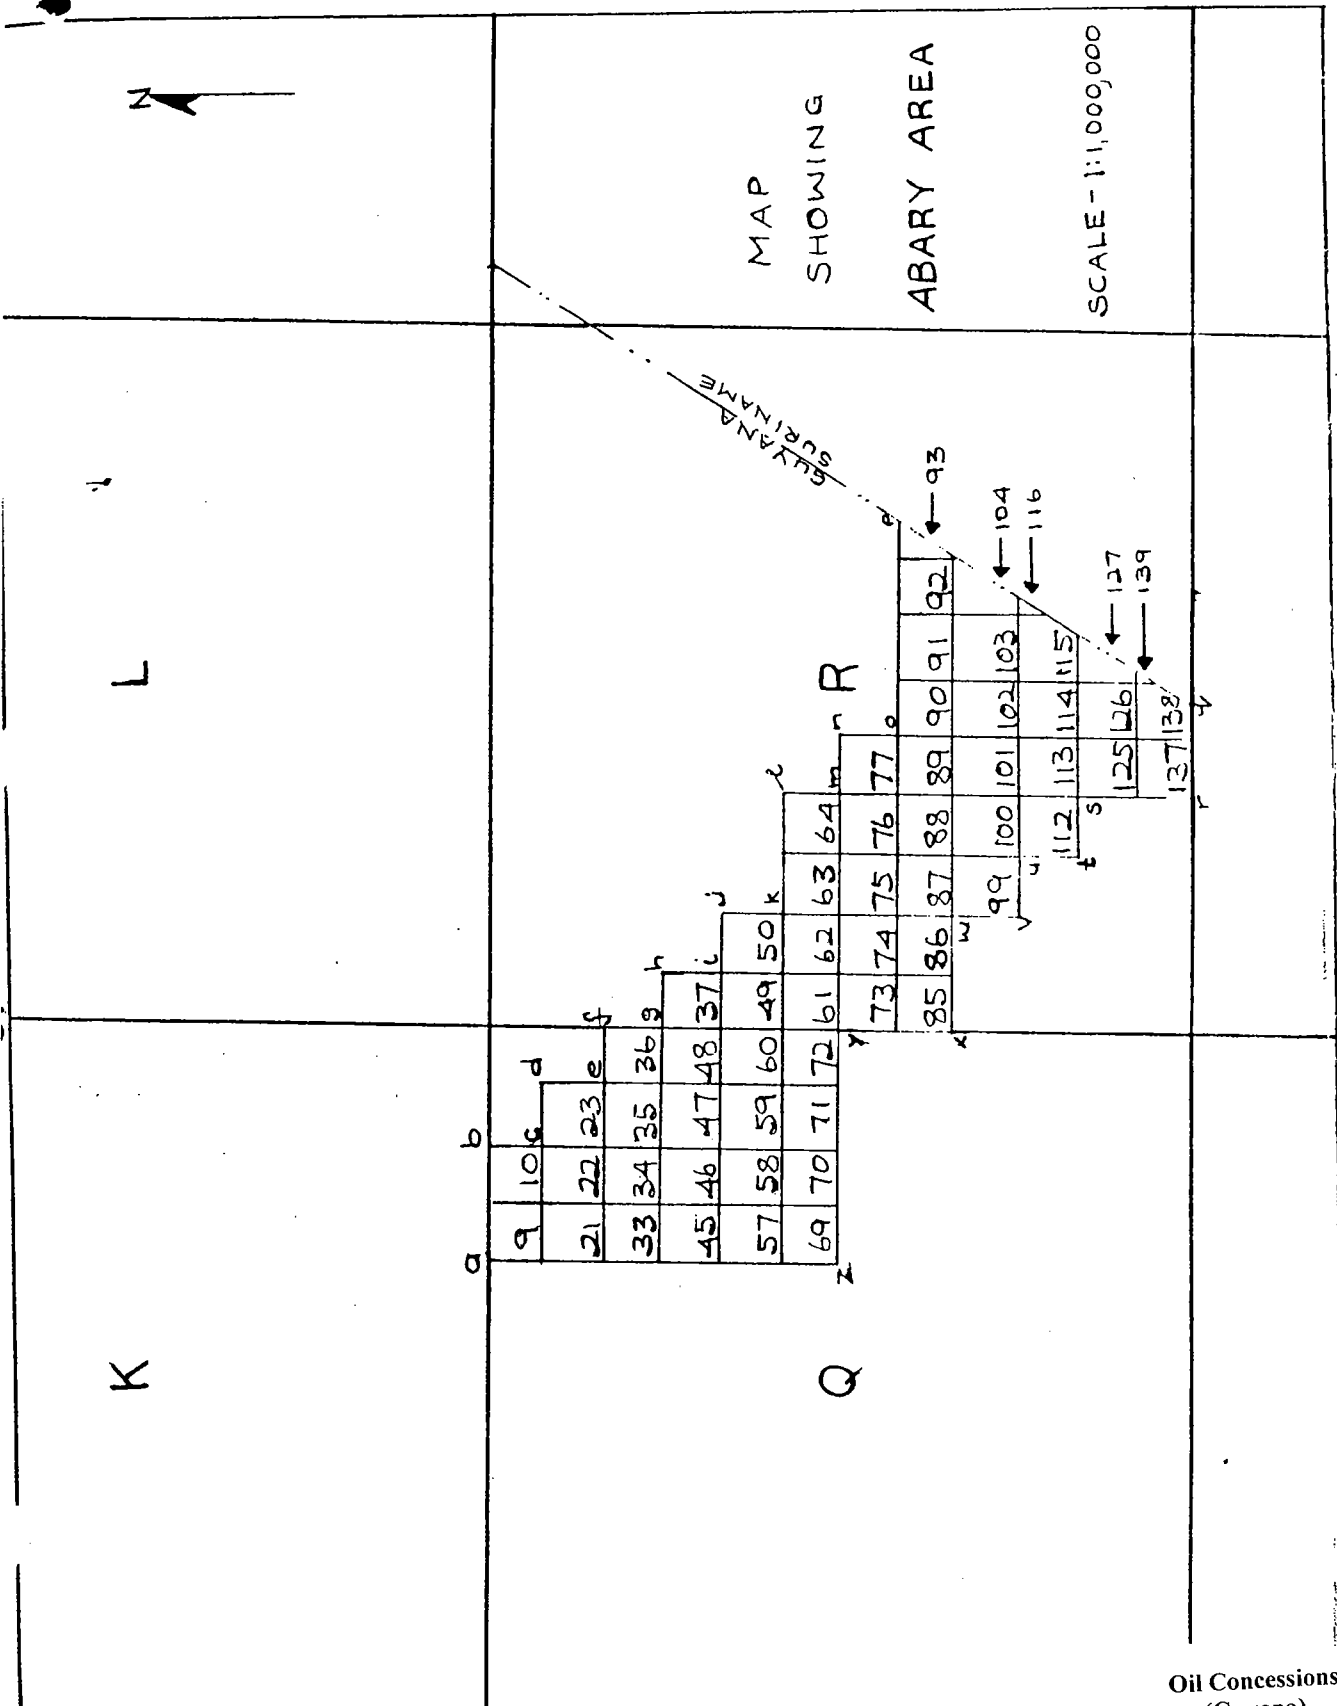 N
K
L
Q
R
MAP
SHOWING
ABARY AREA
SCALE-1:1,000,000
GUYANA
SURINAME
a b
9 10 c d
21 22 23 e f
33 34 35 36 g h
45 46 47 48 37 i j
57 58 59 60 49 50 k l
69 70 71 72 61 62 63 64 m n
z y
73 74 75 76 77 o p
85 86 87 88 89 90 91 92 93
x w
99 100 101 102 103 104
v u
112 113 114 115 116
t s
125 126 127
137 138 139
r q
Oil Concessions